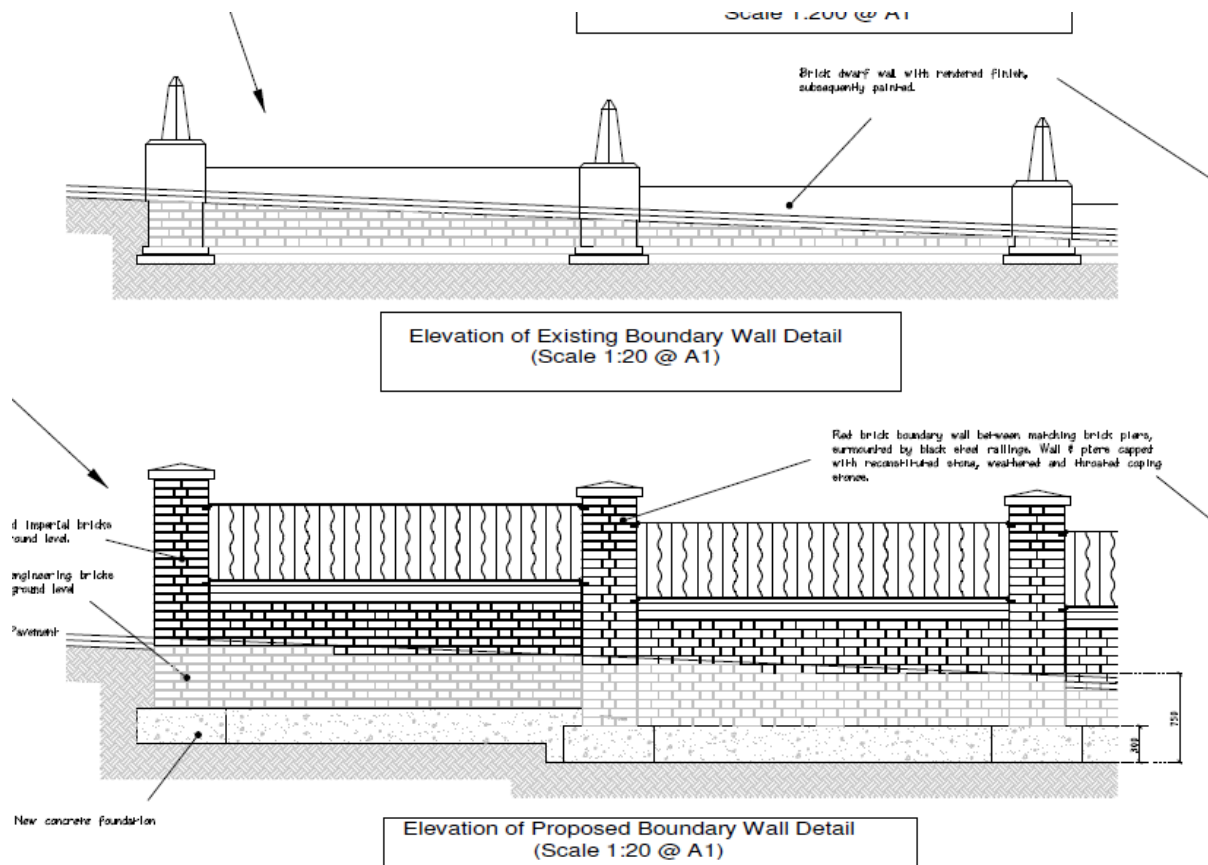 Scale 1:200 @ A1
Brick dwarf wall with rendered finish,
subsequently painted.
Elevation of Existing Boundary Wall Detail
(Scale 1:20 @ A1)
Red brick boundary wall between matching brick piers,
surmounted by black steel railings. Wall & piers capped
with reconstituted stone, weathered and throated coping
stones.
d imperial bricks
round level.
engineering bricks
ground level
Pavement
750
300
New concrete foundation
Elevation of Proposed Boundary Wall Detail
(Scale 1:20 @ A1)